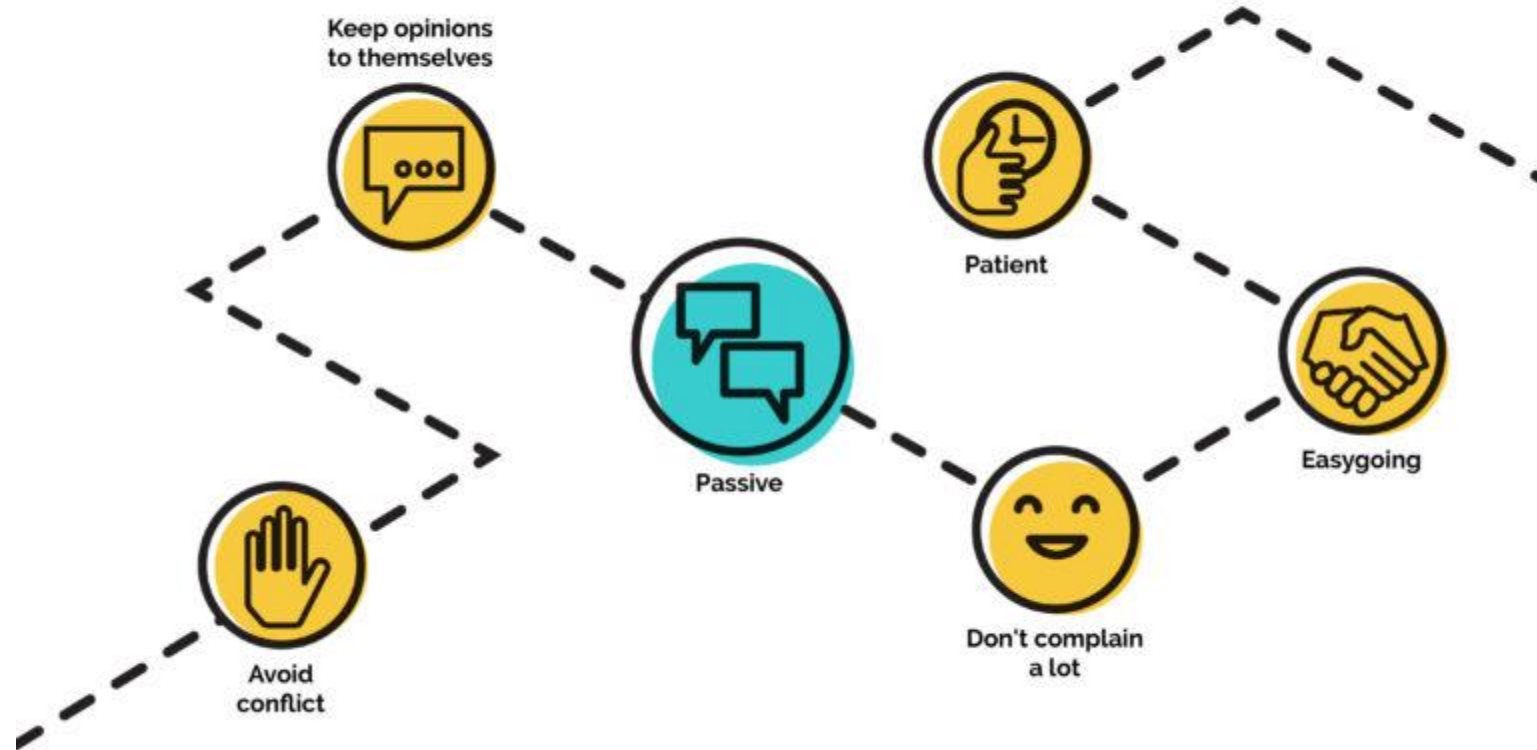 Keep opinions
to themselves
Patient
Passive
Easygoing
Avoid
conflict
Don't complain
a lot